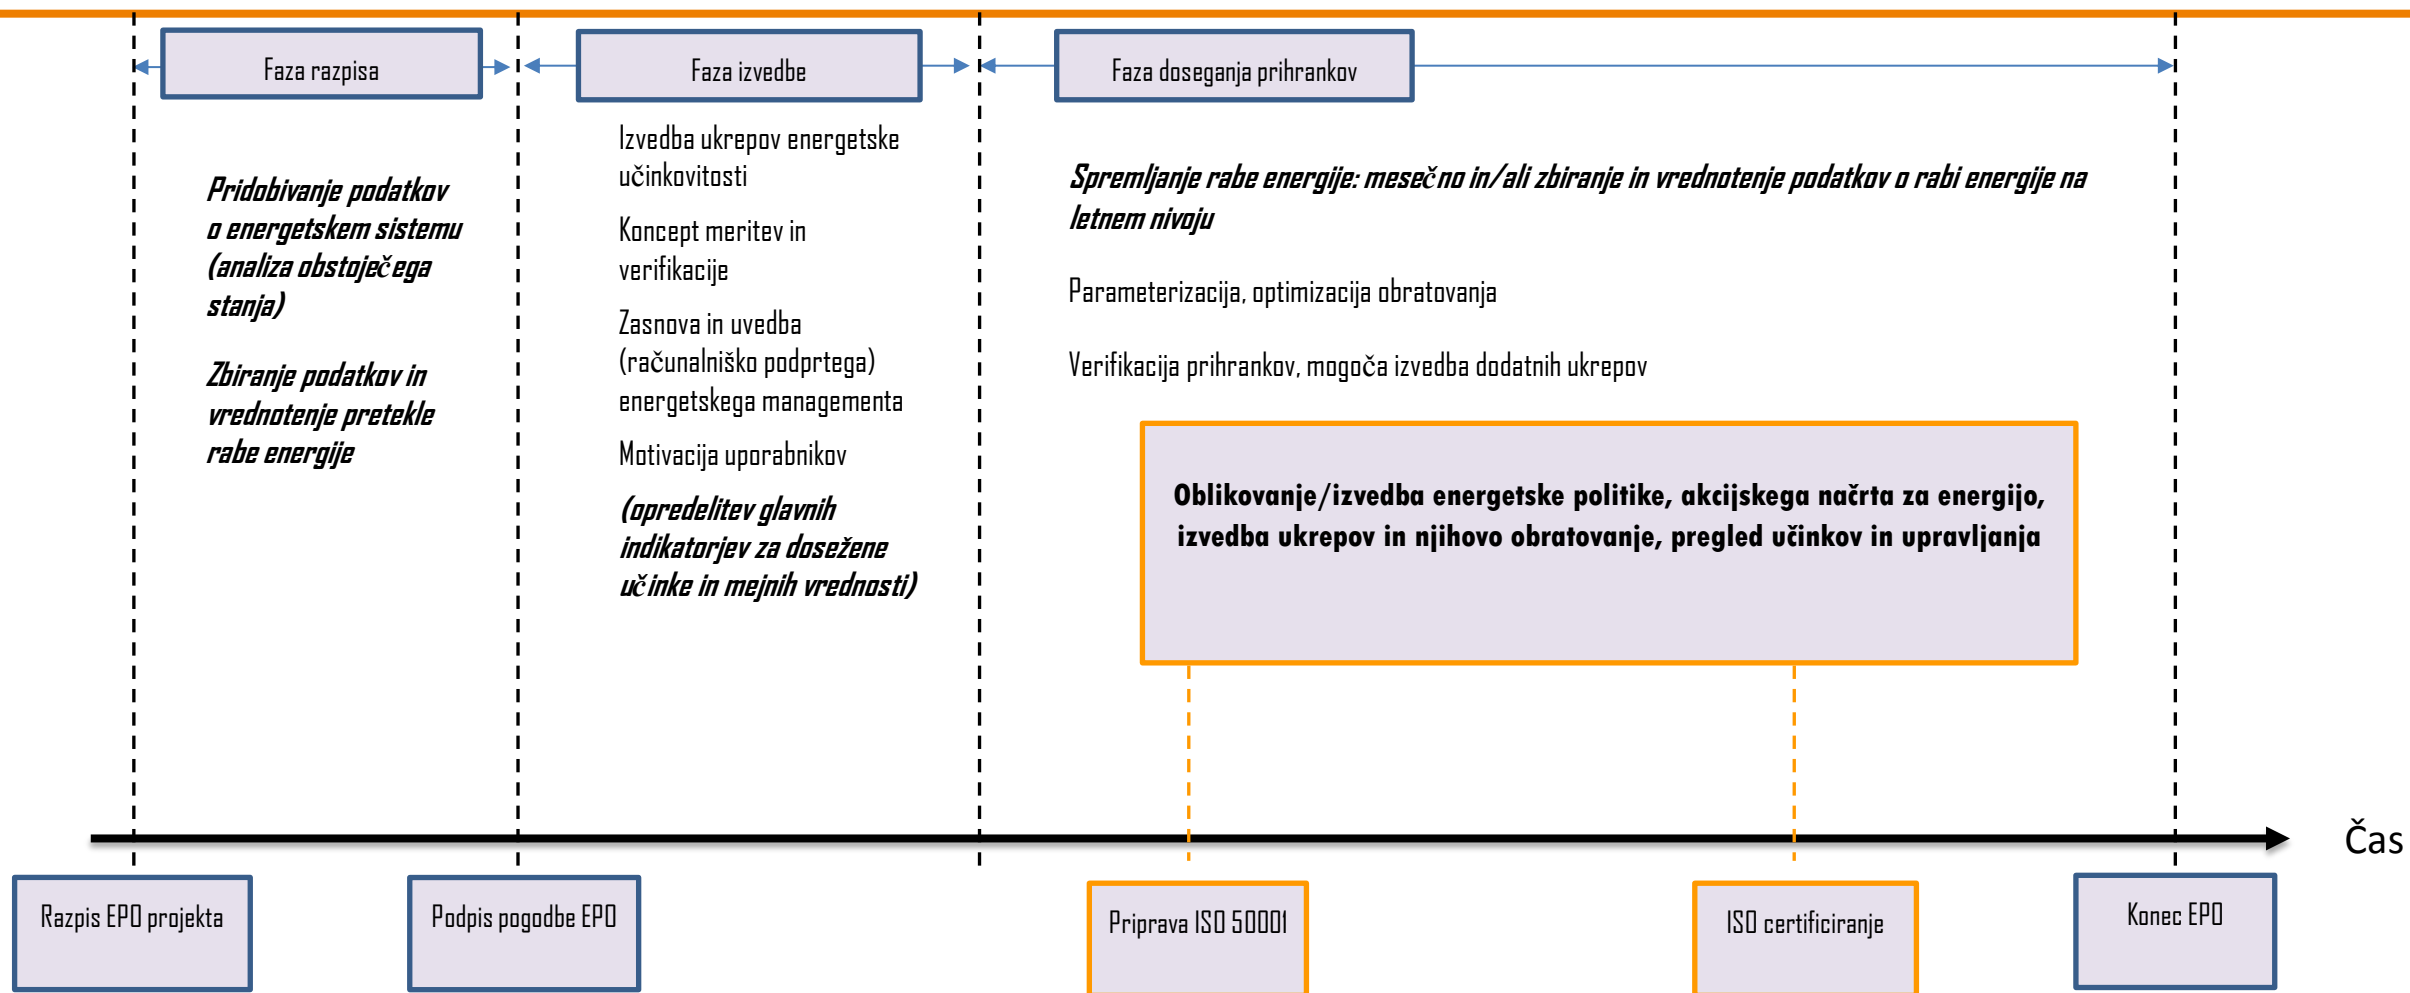 Faza razpisa
Faza izvedbe
Faza doseganja prihrankov
Pridobivanje podatkov
o energetskem sistemu
(analiza obstoječega
stanja)
Zbiranje podatkov in
vrednotenje pretekle
rabe energije
Izvedba ukrepov energetske
učinkovitosti
Koncept meritev in
verifikacije
Zasnova in uvedba
(računalniško podprtega)
energetskega managementa
Motivacija uporabnikov
(opredelitev glavnih
indikatorjev za dosežene
učinke in mejnih vrednosti)
Spremljanje rabe energije: mesečno in/ali zbiranje in vrednotenje podatkov o rabi energije na
letnem nivoju
Parameterizacija, optimizacija obratovanja
Verifikacija prihrankov, mogoča izvedba dodatnih ukrepov
Oblikovanje/izvedba energetske politike, akcijskega načrta za energijo,
izvedba ukrepov in njihovo obratovanje, pregled učinkov in upravljanja
Čas
Razpis EPO projekta
Podpis pogodbe EPO
Priprava ISO 50001
ISO certificiranje
Konec EPO